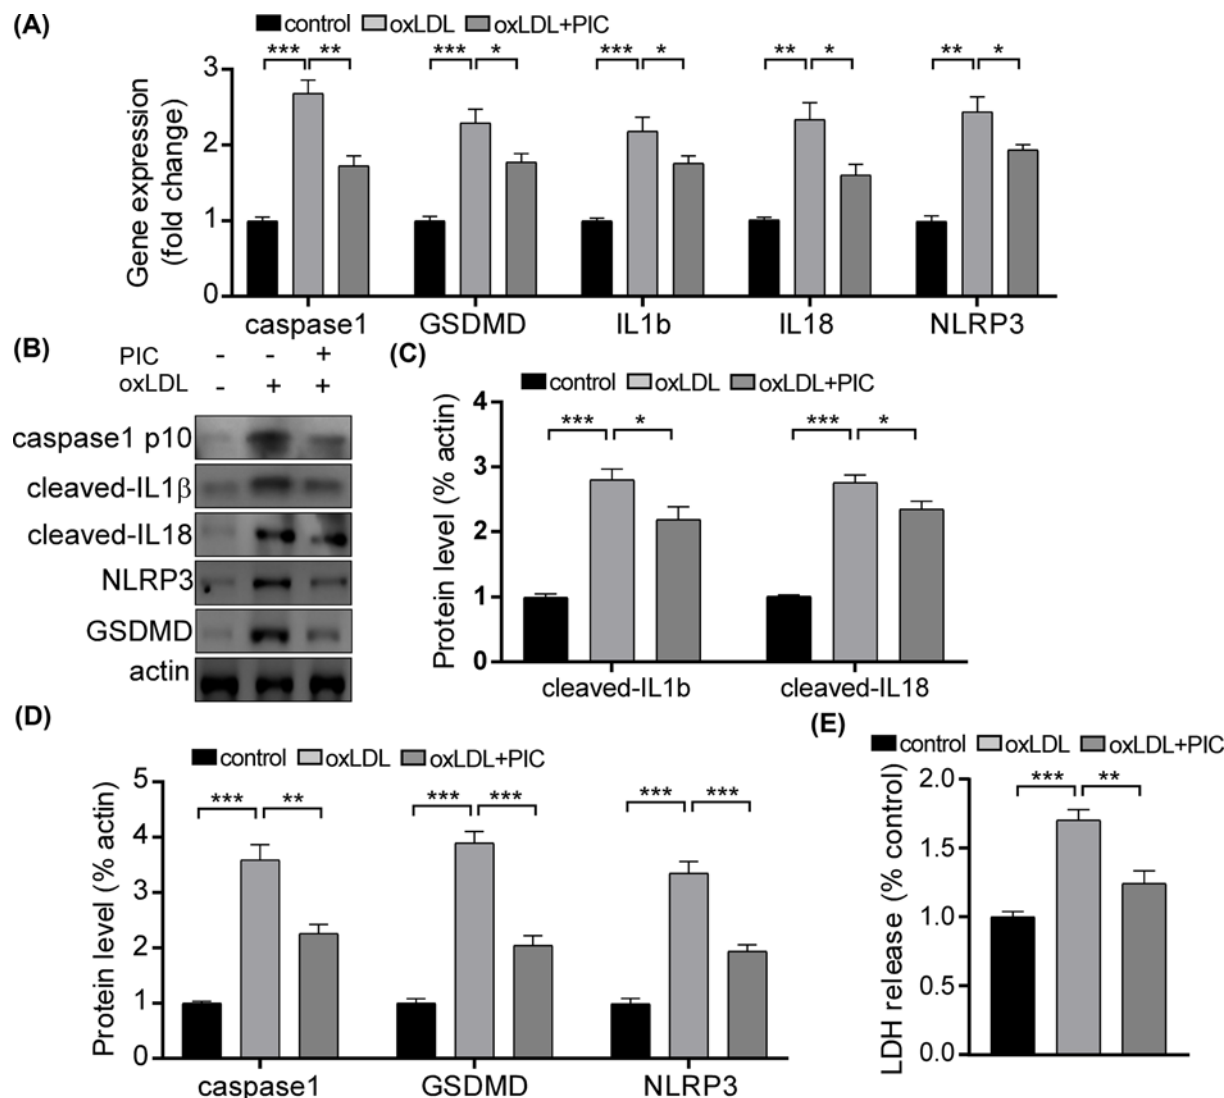 (A)
control oxLDL oxLDL+PIC
*** ** *** * *** * ** * ** *
Gene expression
(fold change)
3
2
1
0
caspase1 GSDMD IL1b IL18 NLRP3
(B)
PIC - - +
oxLDL - + +
caspase1 p10
cleaved-IL1β
cleaved-IL18
NLRP3
GSDMD
actin
(C)
control oxLDL oxLDL+PIC
*** * *** *
Protein level (% actin)
4
3
2
1
0
cleaved-IL1b cleaved-IL18
(D)
control oxLDL oxLDL+PIC
*** ** *** *** *** ***
Protein level (% actin)
5
4
3
2
1
0
caspase1 GSDMD NLRP3
(E)
control oxLDL oxLDL+PIC
*** **
LDH release (% control)
2.0
1.5
1.0
0.5
0.0